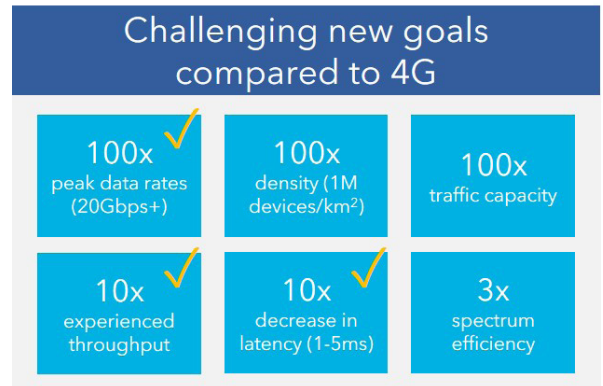 Challenging new goals
compared to 4G
100x
peak data rates
(20Gbps+)
100x
density (1M
devices/km²)
100x
traffic capacity
10x
experienced
throughput
10x
decrease in
latency (1-5ms)
3x
spectrum
efficiency